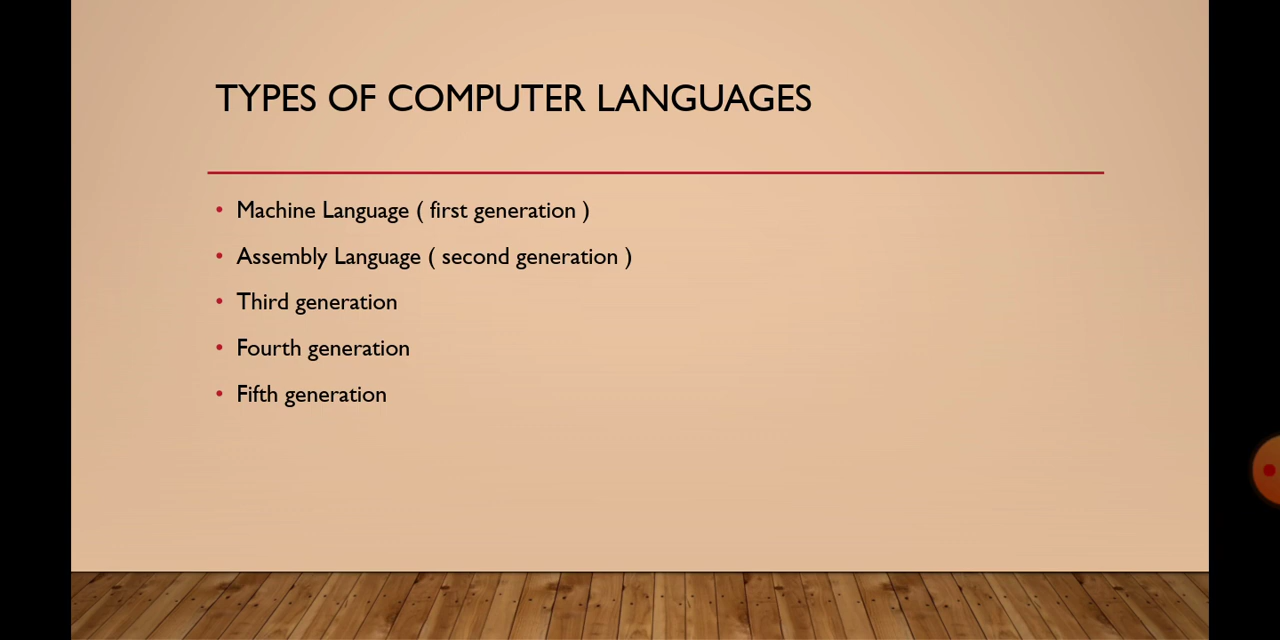 TYPES OF COMPUTER LANGUAGES
• Machine Language ( first generation )
• Assembly Language ( second generation )
• Third generation
• Fourth generation
• Fifth generation